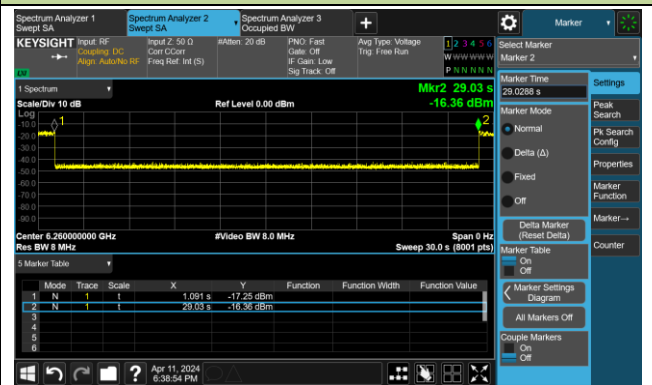 Spectrum Analyzer 1
Swept SA
Spectrum Analyzer 2
Swept SA
Spectrum Analyzer 3
Occupied BW
Marker
KEYSIGHT
Input: RF
Coupling: DC
Align: Auto/No RF
Input Z: 50 Ω
Corr CCorr
Freq Ref: Int (S)
#Atten: 20 dB
PNO: Fast
Gate: Off
IF Gain: Low
Sig Track: Off
Avg Type: Voltage
Trig: Free Run
1 2 3 4 5 6
W W W W W W
P N N N N N
LXI
1 Spectrum
Scale/Div 10 dB
Ref Level 0.00 dBm
Mkr2 29.03 s
-16.36 dBm
Log
-10.0
-20.0
-30.0
-40.0
-50.0
-60.0
-70.0
-80.0
-90.0
1
2
Center 6.260000000 GHz
Res BW 8 MHz
#Video BW 8.0 MHz
Span 0 Hz
Sweep 30.0 s (8001 pts)
5 Marker Table
Mode Trace Scale X Y Function Function Width Function Value
1 N 1 t 1.091 s -17.25 dBm
2 N 1 t 29.03 s -16.36 dBm
3
4
5
6
Apr 11, 2024
6:38:54 PM
Select Marker
Marker 2
Marker Time
29.0288 s
Marker Mode
Normal
Delta (Δ)
Fixed
Off
Delta Marker
(Reset Delta)
Marker Table
On
Off
Marker Settings
Diagram
All Markers Off
Couple Markers
On
Off
Settings
Peak
Search
Pk Search
Config
Properties
Marker
Function
Marker→
Counter